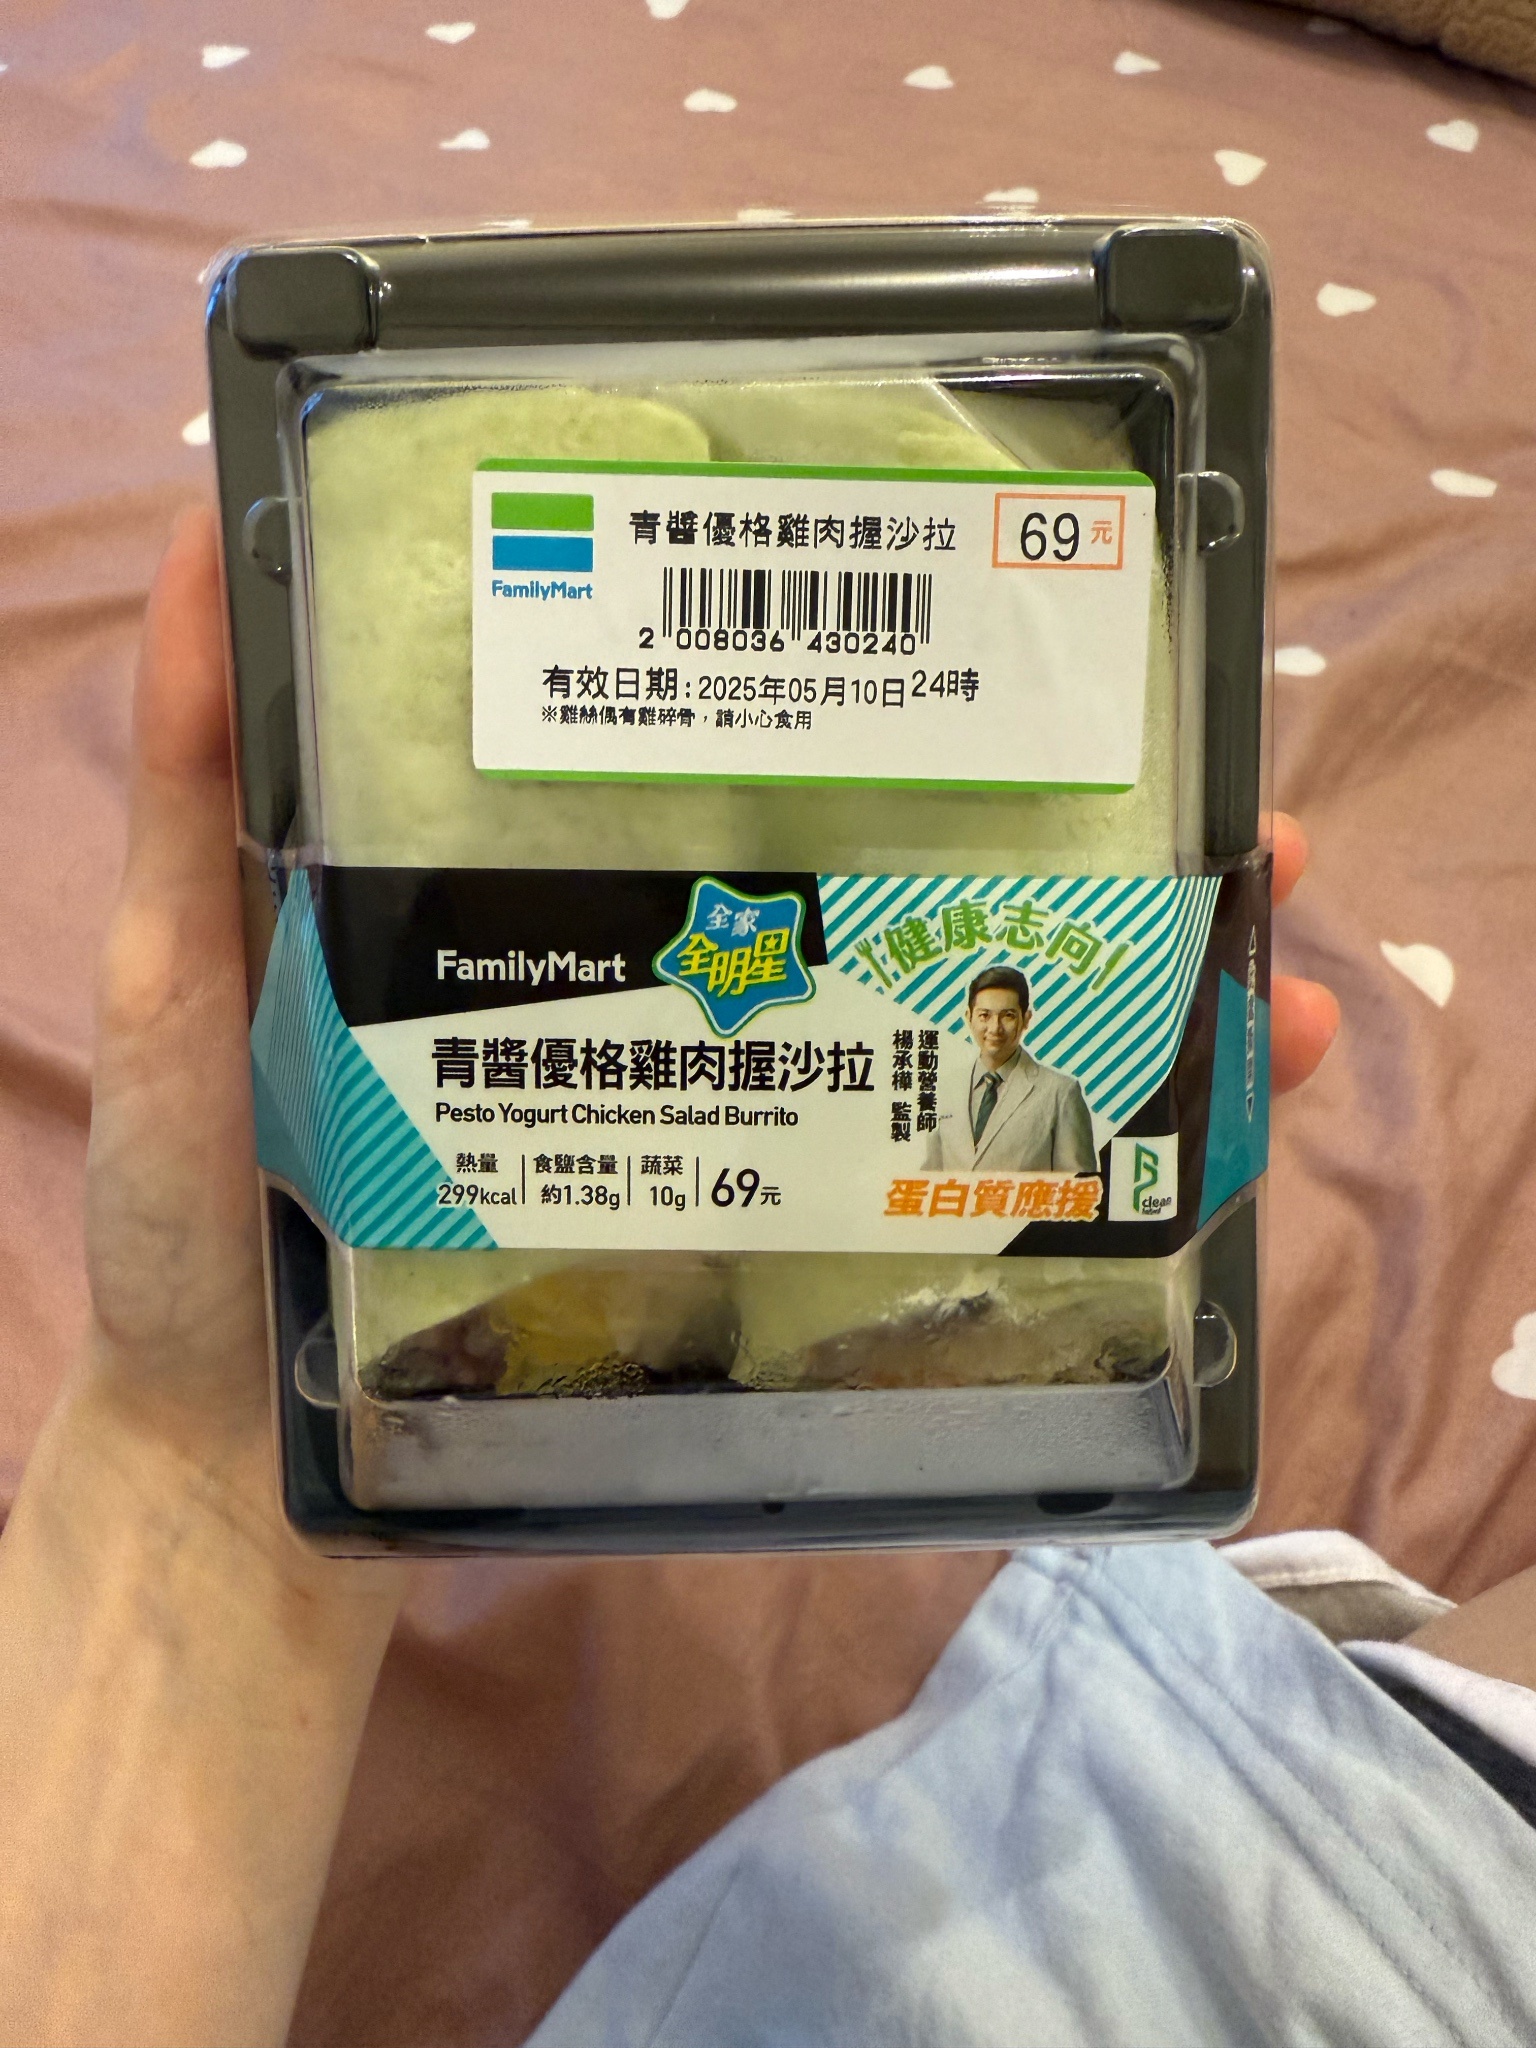 青醬優格雞肉握沙拉
69元
FamilyMart
2 008036 430240
有效日期:2025年05月10日24時
※雞絲偶有雞碎骨,請小心食用
FamilyMart
全家
全明星
健康志向
青醬優格雞肉握沙拉
Pesto Yogurt Chicken Salad Burrito
運動營養師
楊承樺 監製
熱量
299kcal
食鹽含量
約1.38g
蔬菜
10g
69元
蛋白質應援
clean
label